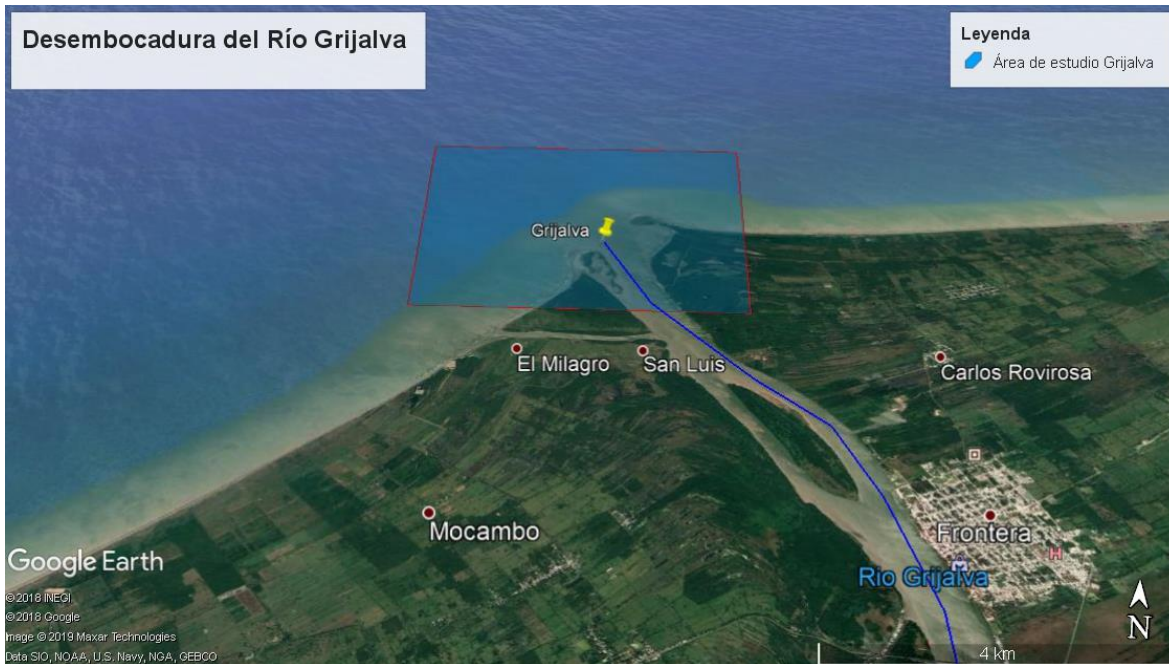 Desembocadura del Río Grijalva
Leyenda
Área de estudio Grijalva
Grijalva
El Milagro
San Luis
Carlos Rovirosa
Mocambo
Frontera
Rio Grijalva
H
Google Earth
©2018 INEGI
©2018 Google
Image © 2019 Maxar Technologies
Data SIO, NOAA, U.S. Navy, NGA, GEBCO
N
4 km